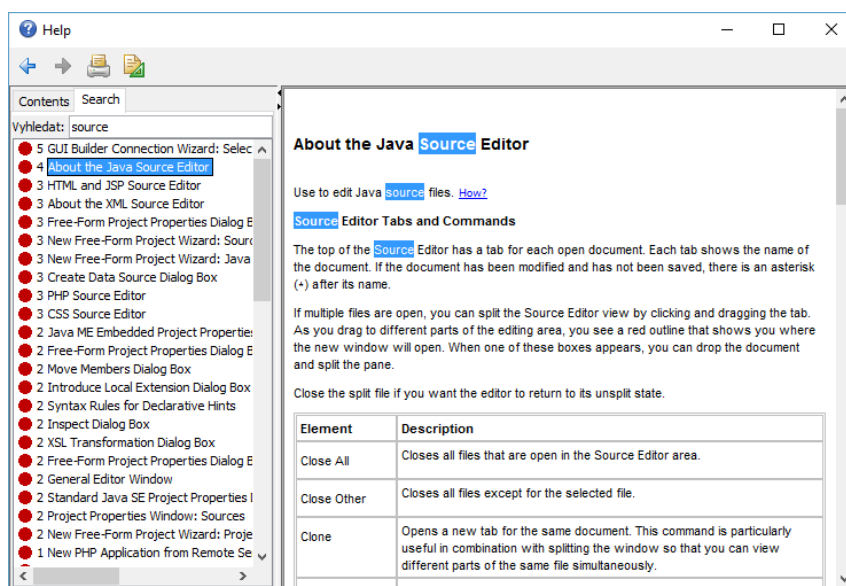 Help
Contents Search
Vyhledat: source
5 GUI Builder Connection Wizard: Selec
4 About the Java Source Editor
3 HTML and JSP Source Editor
3 About the XML Source Editor
3 Free-Form Project Properties Dialog B
3 New Free-Form Project Wizard: Sourc
3 New Free-Form Project Wizard: Java
3 Create Data Source Dialog Box
3 PHP Source Editor
3 CSS Source Editor
2 Java ME Embedded Project Properties
2 Free-Form Project Properties Dialog B
2 Move Members Dialog Box
2 Introduce Local Extension Dialog Box
2 Syntax Rules for Declarative Hints
2 Inspect Dialog Box
2 XSL Transformation Dialog Box
2 Free-Form Project Properties Dialog B
2 General Editor Window
2 Standard Java SE Project Properties
2 Project Properties Window: Sources
2 New Free-Form Project Wizard: Proje
1 New PHP Application from Remote Se
About the Java Source Editor
Use to edit Java source files. How?
Source Editor Tabs and Commands
The top of the Source Editor has a tab for each open document. Each tab shows the name of
the document. If the document has been modified and has not been saved, there is an asterisk
(*) after its name.
If multiple files are open, you can split the Source Editor view by clicking and dragging the tab.
As you drag to different parts of the editing area, you see a red outline that shows you where
the new window will open. When one of these boxes appears, you can drop the document
and split the pane.
Close the split file if you want the editor to return to its unsplit state.
Element Description
Close All Closes all files that are open in the Source Editor area.
Close Other Closes all files except for the selected file.
Clone Opens a new tab for the same document. This command is particularly
useful in combination with splitting the window so that you can view
different parts of the same file simultaneously.